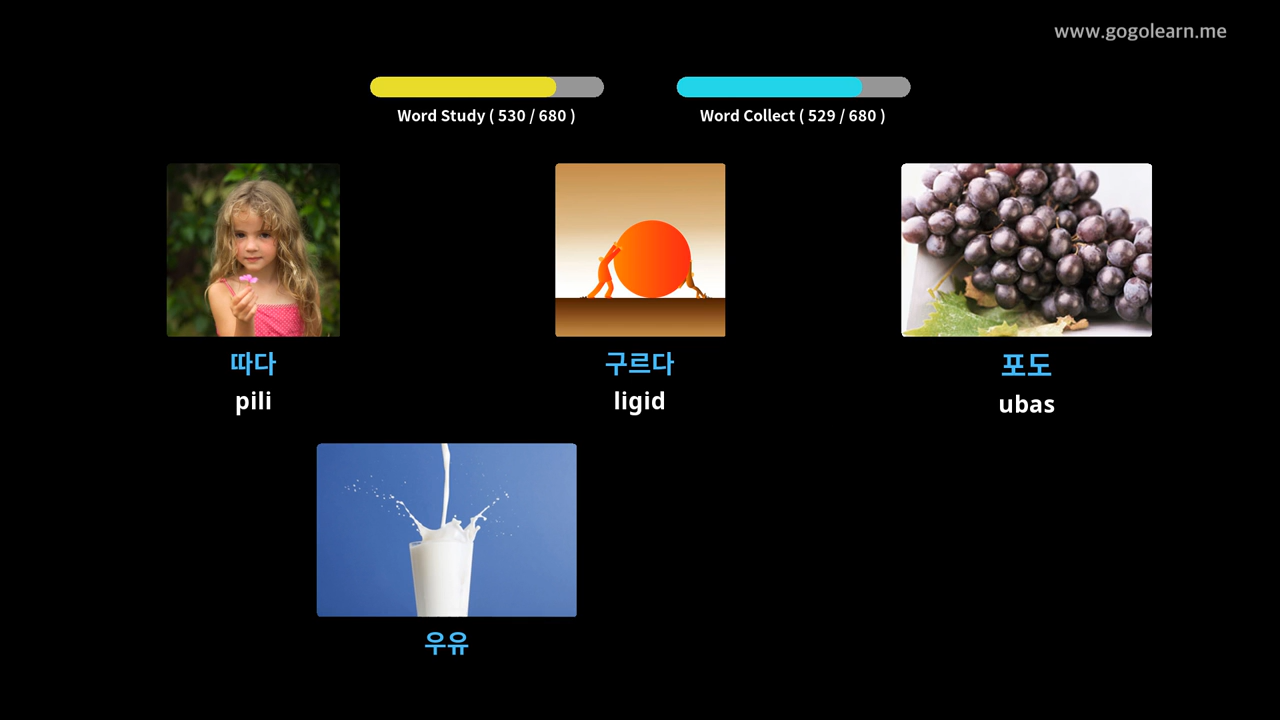 www.gogolearn.me
Word Study ( 530 / 680 )
Word Collect ( 529 / 680 )
따다
pili
구르다
ligid
포도
ubas
우유